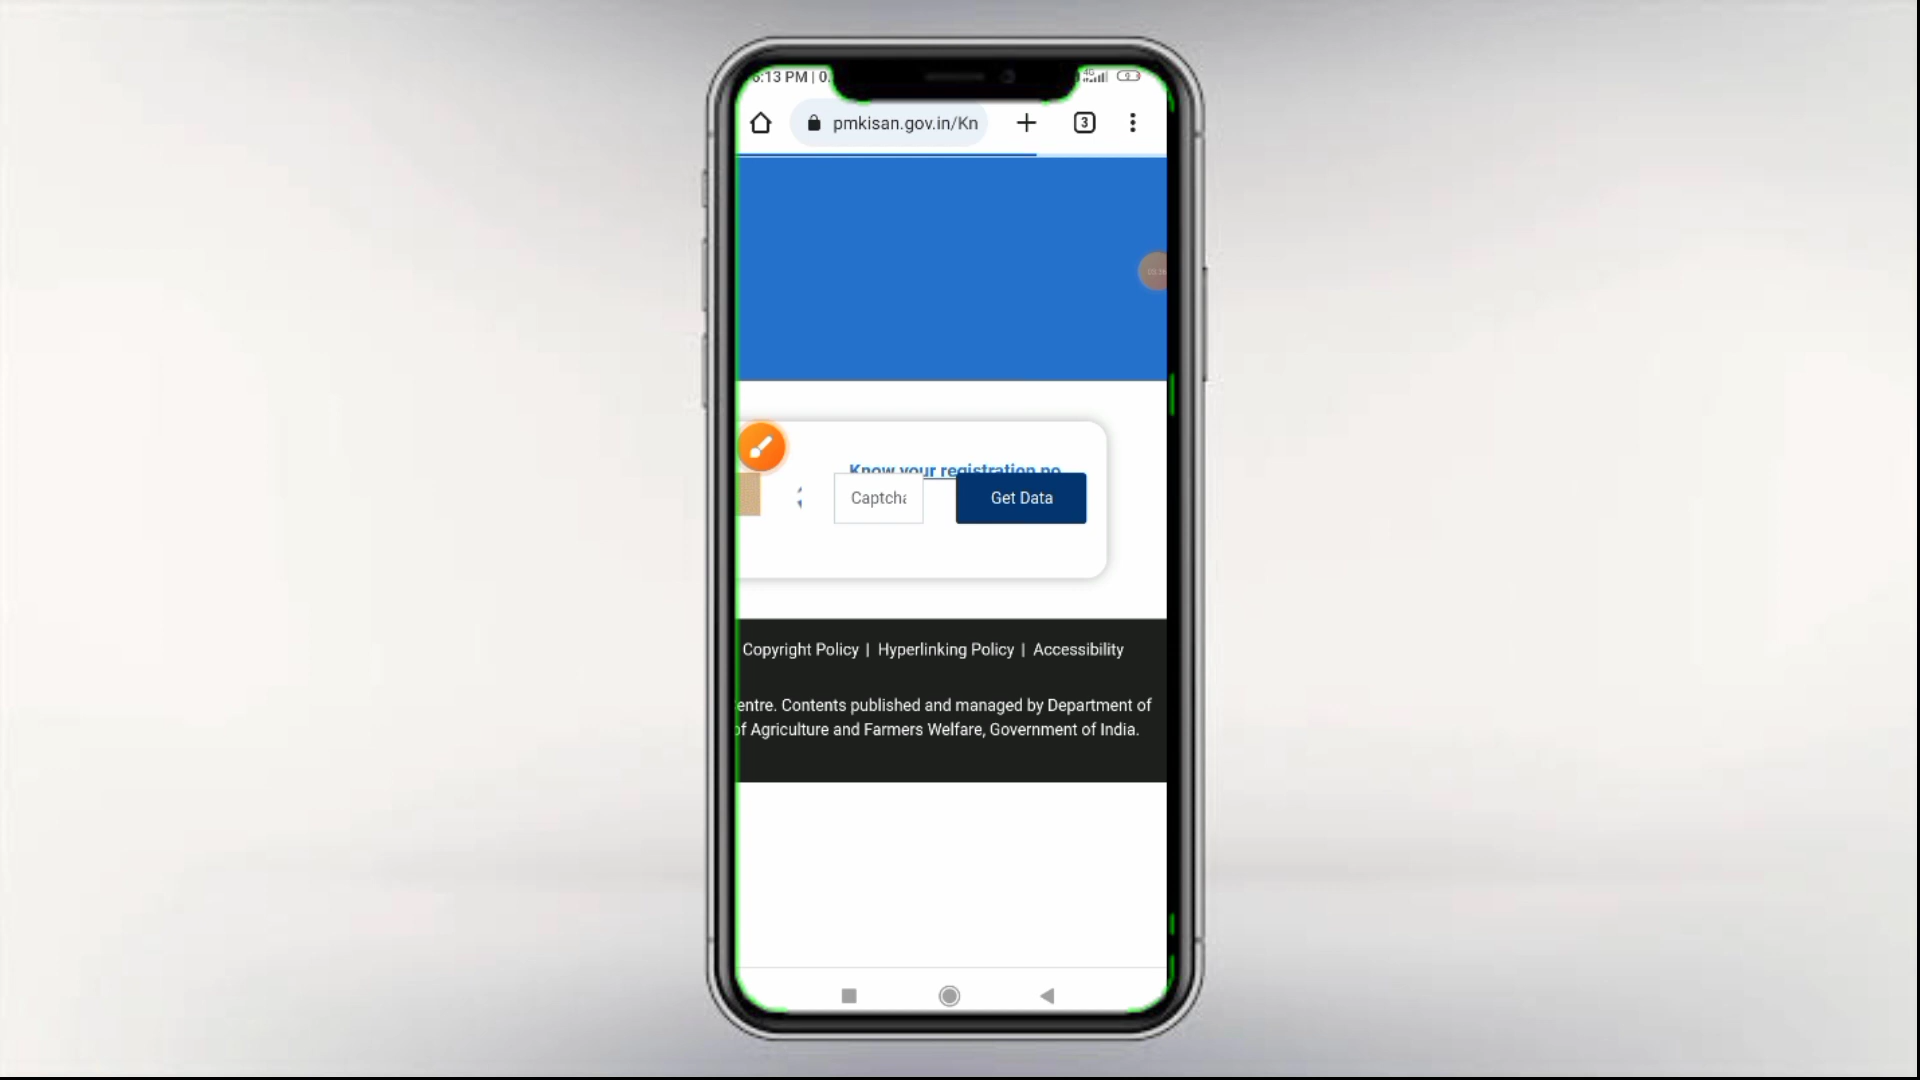 6:13 PM | 0.
4G
pmkisan.gov.in/Kn
3
Know your registration no
Captcha
Get Data
Copyright Policy | Hyperlinking Policy | Accessibility
entre. Contents published and managed by Department of
of Agriculture and Farmers Welfare, Government of India.